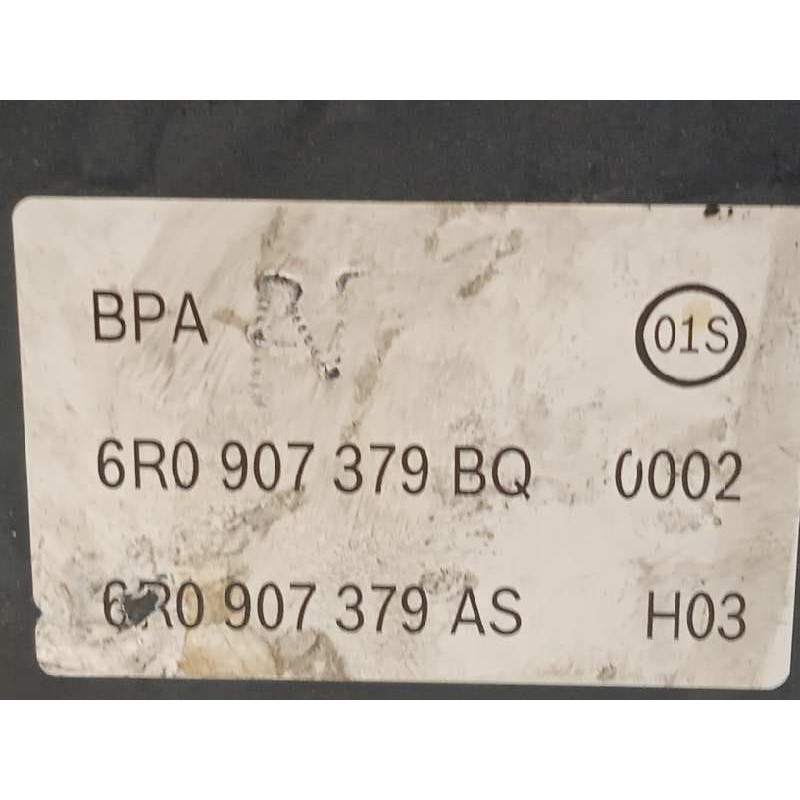 BPA N 01S
6R0 907 379 BQ 0002
6R0 907 379 AS H03